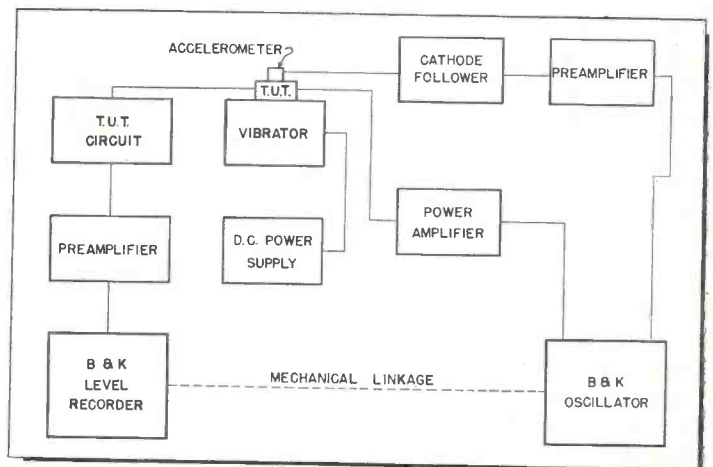 ACCELEROMETER
CATHODE
FOLLOWER
PREAMPLIFIER
T.U.T.
T.U.T.
CIRCUIT
VIBRATOR
PREAMPLIFIER
D.C. POWER
SUPPLY
POWER
AMPLIFIER
B & K
LEVEL
RECORDER
MECHANICAL LINKAGE
B & K
OSCILLATOR